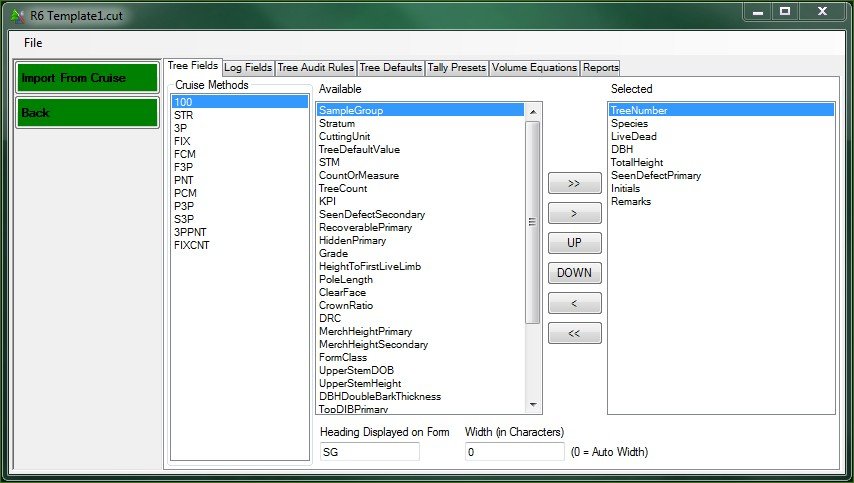 R6 Template1.cut
File
Import From Cruise
Back
Tree Fields
Log Fields
Tree Audit Rules
Tree Defaults
Tally Presets
Volume Equations
Reports
Cruise Methods
100
STR
3P
FIX
FCM
F3P
PNT
PCM
P3P
S3P
3PPNT
FIXCNT
Available
SampleGroup
Stratum
CuttingUnit
TreeDefaultValue
STM
CountOrMeasure
TreeCount
KPI
SeenDefectSecondary
RecoverablePrimary
HiddenPrimary
Grade
HeightToFirstLiveLimb
PoleLength
ClearFace
CrownRatio
DRC
MerchHeightPrimary
MerchHeightSecondary
FormClass
UpperStemDOB
UpperStemHeight
DBHDoubleBarkThickness
TopDIBPrimary
>>
>
UP
DOWN
<
<<
Selected
TreeNumber
Species
LiveDead
DBH
TotalHeight
SeenDefectPrimary
Initials
Remarks
Heading Displayed on Form
SG
Width (in Characters)
0
(0 = Auto Width)